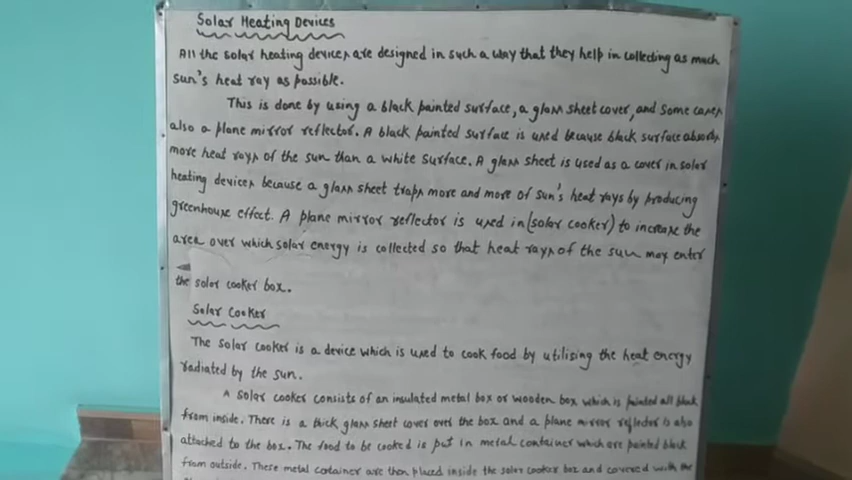 Solar Heating Devices
All the solar heating devices are designed in such a way that they help in collecting as much
sun's heat ray as possible.
This is done by using a black painted surface, a glass sheet cover, and some cases
also a plane mirror reflector. A black painted surface is used because black surface absorbs
more heat rays of the sun than a white surface. A glass sheet is used as a cover in solar
heating devices because a glass sheet traps more and more of sun's heat rays by producing
greenhouse effect. A plane mirror reflector is used in (solar cooker) to increase the
area over which solar energy is collected so that heat rays of the sun may enter
the solar cooker box.
Solar Cooker
The solar cooker is a device which is used to cook food by utilising the heat energy
radiated by the sun.
A solar cooker consists of an insulated metal box or wooden box which is painted all black
from inside. There is a thick glass sheet cover over the box and a plane mirror reflector is also
attached to the box. The food to be cooked is put in metal container which are painted black
from outside. These metal container are then placed inside the solar cooker box and covered with the